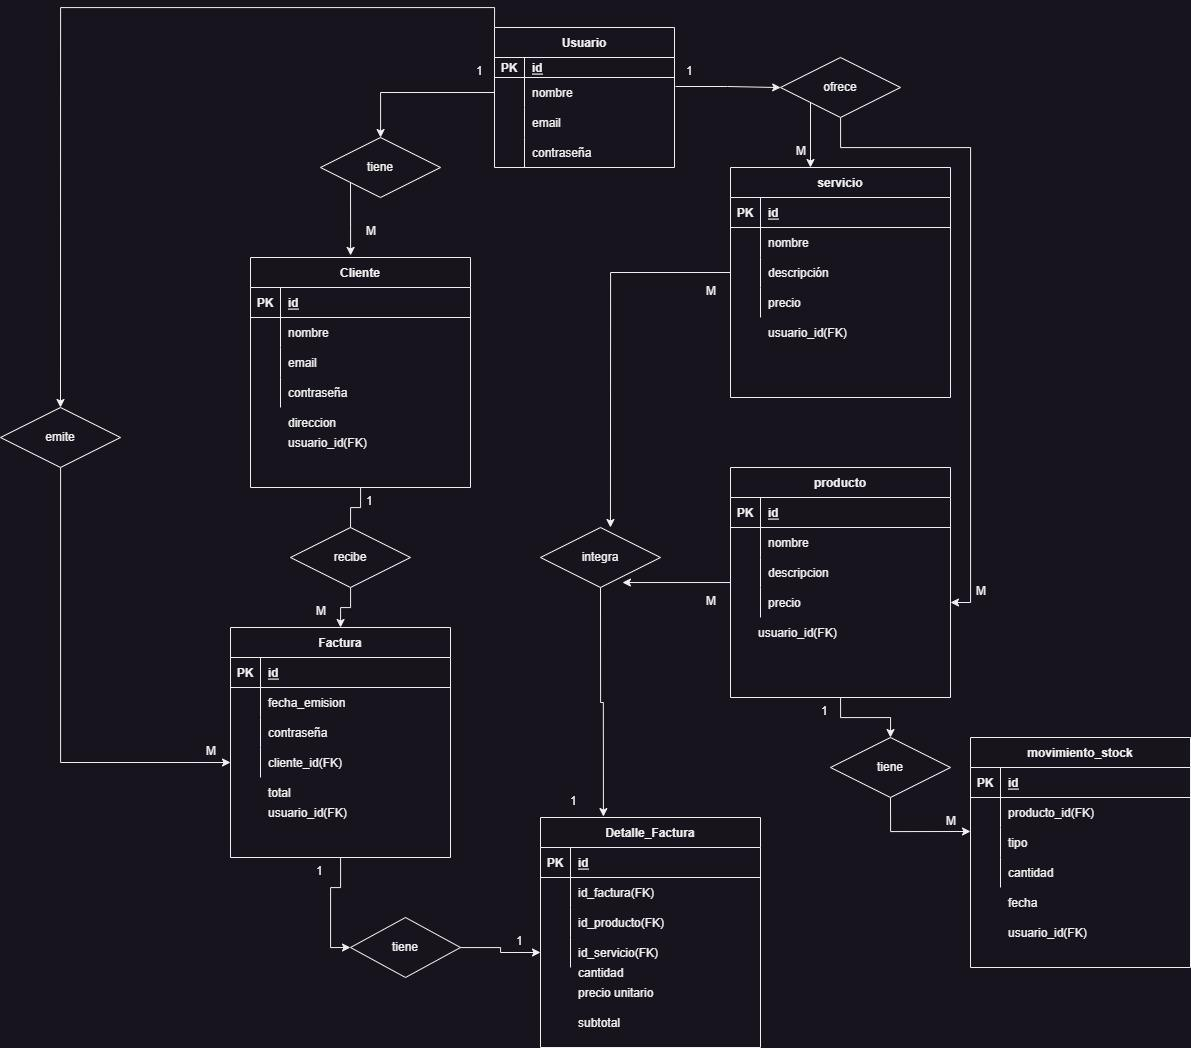 Usuario
1
PK id
1
nombre
email
contraseña
ofrece
tiene
M
M
servicio
PK id
nombre
descripción
precio
usuario_id(FK)
M
Cliente
PK id
nombre
email
contraseña
direccion
usuario_id(FK)
emite
1
producto
PK id
nombre
descripcion
precio
usuario_id(FK)
recibe
integra
M
M
M
Factura
PK id
fecha_emision
contraseña
cliente_id(FK)
total
usuario_id(FK)
M
1
tiene
movimiento_stock
PK id
producto_id(FK)
tipo
cantidad
fecha
usuario_id(FK)
M
1
Detalle_Factura
PK id
id_factura(FK)
id_producto(FK)
id_servicio(FK)
cantidad
precio unitario
subtotal
1
tiene
1